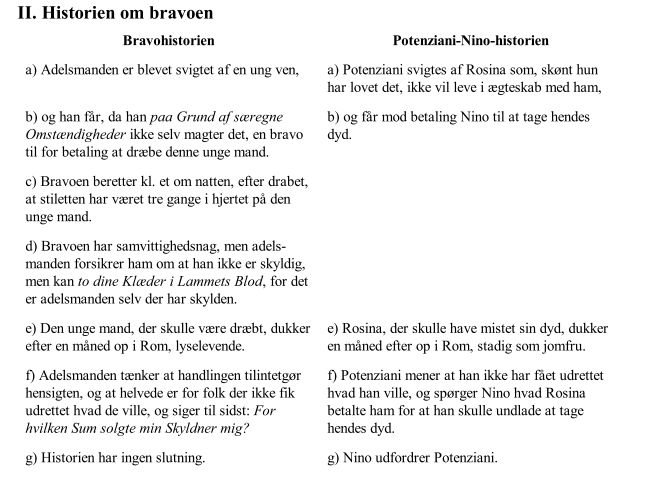 II. Historien om bravoen
Bravohistorien
Potenziani-Nino-historien
a) Adelsmanden er blevet svigtet af en ung ven,
a) Potenziani svigtes af Rosina som, skønt hun
har lovet det, ikke vil leve i ægteskab med ham,
b) og han får, da han paa Grund af særegne
Omstændigheder ikke selv magter det, en bravo
til for betaling at dræbe denne unge mand.
b) og får mod betaling Nino til at tage hendes
dyd.
c) Bravoen beretter kl. et om natten, efter drabet,
at stiletten har været tre gange i hjertet på den
unge mand.
d) Bravoen har samvittighedsnag, men adels-
manden forsikrer ham om at han ikke er skyldig,
men kan to dine Klæder i Lammets Blod, for det
er adelsmanden selv der har skylden.
e) Den unge mand, der skulle være dræbt, dukker
efter en måned op i Rom, lyselevende.
e) Rosina, der skulle have mistet sin dyd, dukker
en måned efter op i Rom, stadig som jomfru.
f) Adelsmanden tænker at handlingen tilintetgør
hensigten, og at helvede er for folk der ikke fik
udrettet hvad de ville, og siger til sidst: For
hvilken Sum solgte min Skyldner mig?
f) Potenziani mener at han ikke har fået udrettet
hvad han ville, og spørger Nino hvad Rosina
betalte ham for at han skulle undlade at tage
hendes dyd.
g) Historien har ingen slutning.
g) Nino udfordrer Potenziani.